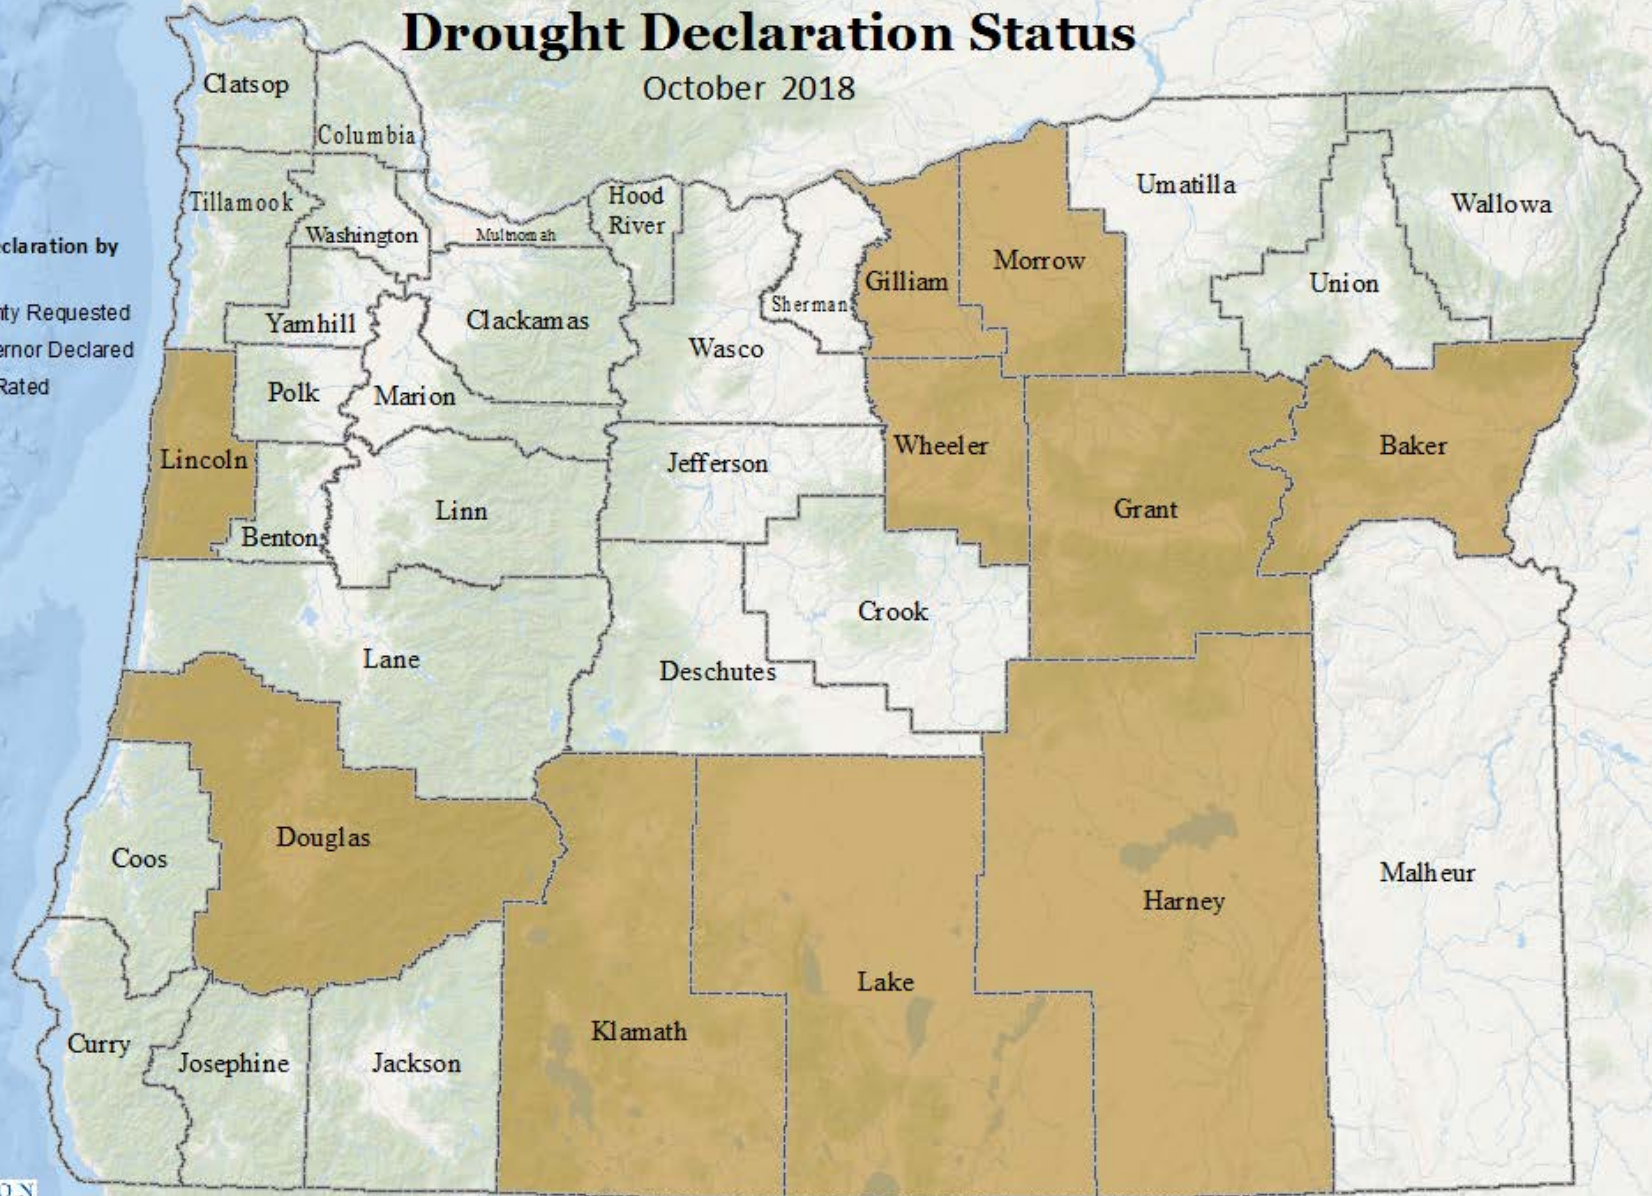 Drought Declaration Status
October 2018
Clatsop
Columbia
Tillamook
Washington
Multnomah
Hood
River
Umatilla
Wallowa
claration by
Gilliam
Morrow
Union
Sherman
nty Requested
Yamhill
Clackamas
Wasco
ernor Declared
Rated
Polk
Marion
Lincoln
Jefferson
Wheeler
Baker
Benton
Linn
Grant
Crook
Lane
Deschutes
Douglas
Coos
Malheur
Harney
Lake
Klamath
Curry
Josephine
Jackson